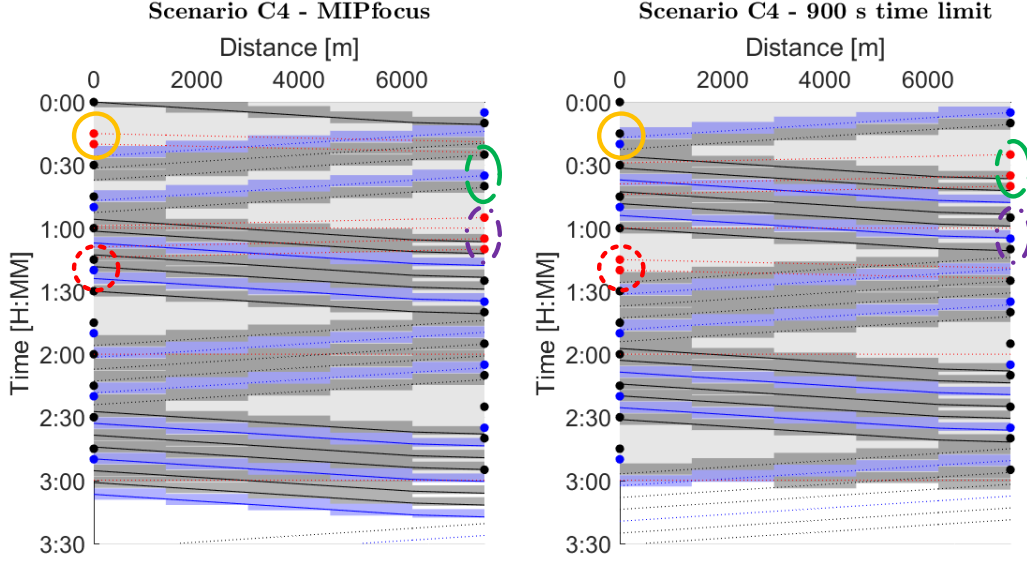 Scenario C4 - MIPfocus
Distance [m]
0 2000 4000 6000
Time [H:MM]
0:00
0:30
1:00
1:30
2:00
2:30
3:00
3:30
Scenario C4 - 900 s time limit
Distance [m]
0 2000 4000 6000
Time [H:MM]
0:00
0:30
1:00
1:30
2:00
2:30
3:00
3:30